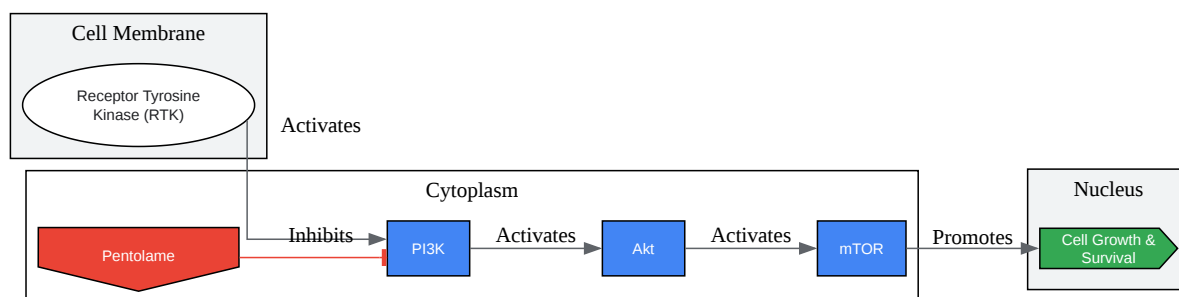 Cell Membrane
Receptor Tyrosine
Kinase (RTK)
Activates
Cytoplasm
Nucleus
Pentolame
Inhibits
PI3K
Activates
Akt
Activates
mTOR
Promotes
Cell Growth &
Survival